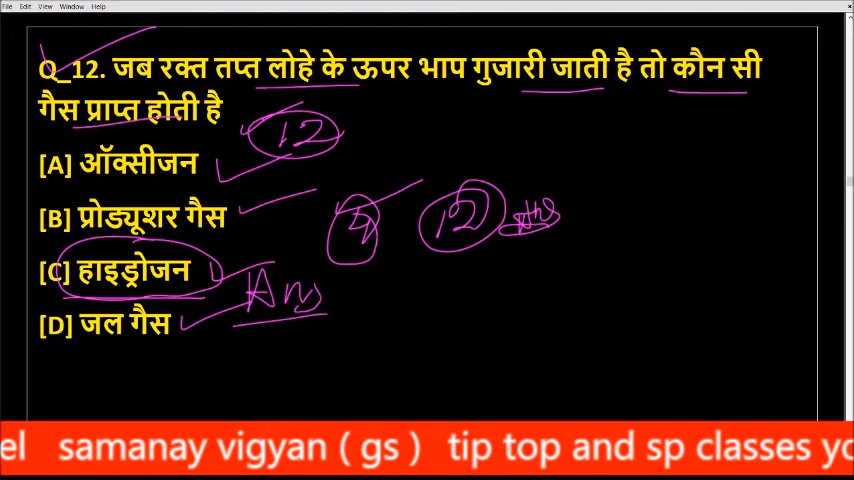 File Edit View Window Help
Q_12. जब रक्त तप्त लोहे के ऊपर भाप गुजारी जाती है तो कौन सी
गैस प्राप्त होती है
12
[A] ऑक्सीजन
[B] प्रोड्यूशर गैस
12 Ans
[C] हाइड्रोजन
Ans
[D] जल गैस
el samanay vigyan ( gs ) tip top and sp classes yo